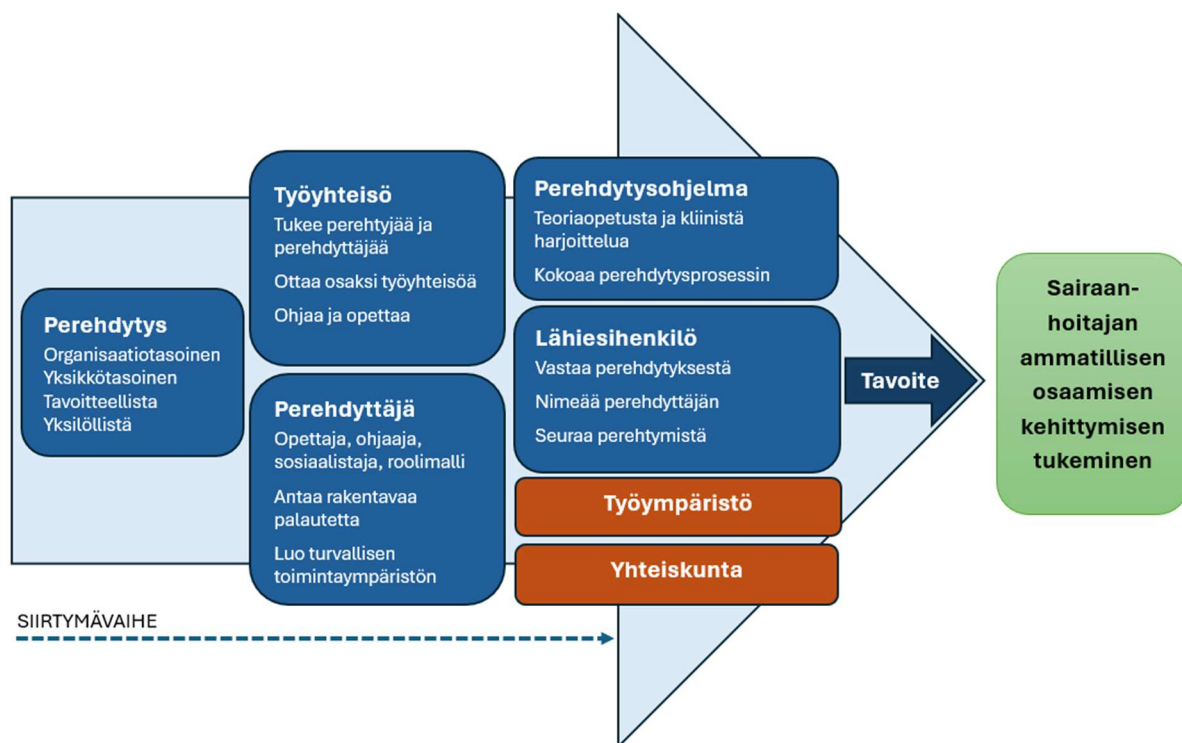 Perehdytys
Organisaatiotasoinen
Yksikkötasoinen
Tavoitteellista
Yksilöllistä
Työyhteisö
Tukee perehtyjää ja
perehdyttäjää
Ottaa osaksi työyhteisöä
Ohjaa ja opettaa
Perehdyttäjä
Opettaja, ohjaaja,
sosiaalistaja, roolimalli
Antaa rakentavaa
palautetta
Luo turvallisen
toimintaympäristön
Perehdytysohjelma
Teoriaopetusta ja kliinistä
harjoittelua
Kokoaa perehdytysprosessin
Lähiesihenkilö
Vastaa perehdytyksestä
Nimeää perehdyttäjän
Seuraa perehtymistä
Työympäristö
Yhteiskunta
Tavoite
Sairaan-
hoitajan
ammatillisen
osaamisen
kehittymisen
tukeminen
SIIRTYMÄVAIHE